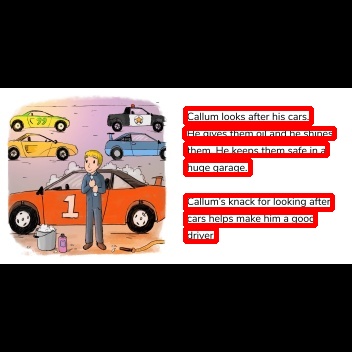 Callum looks after his cars.
He gives them oil and he shines
them. He keeps them safe in a
huge garage.
Callum's knack for looking after
cars helps make him a good
driver.
1